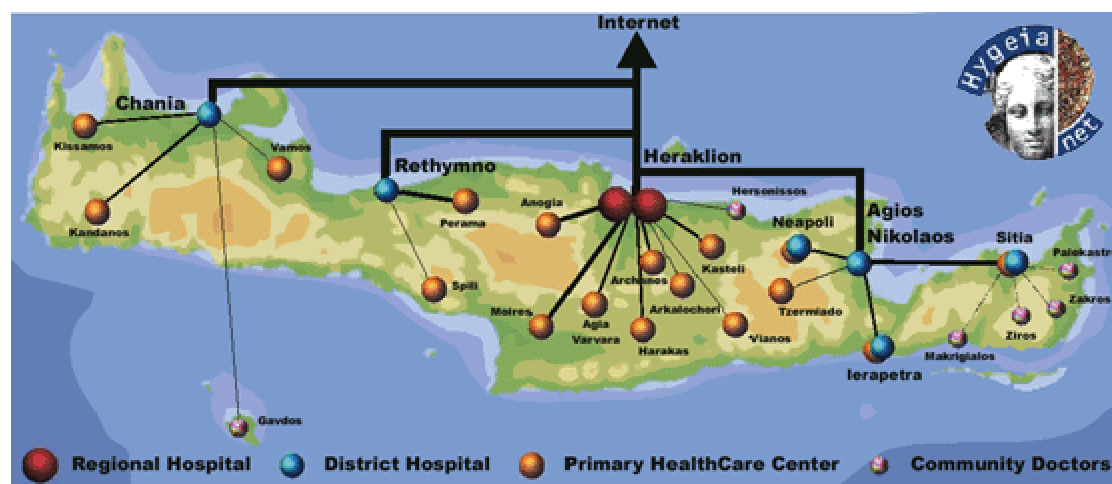 Internet
Hygeia
net
Chania
Kissamos
Vamos
Kandanos
Rethymno
Perama
Spili
Gavdos
Heraklion
Anogia
Hersonissos
Moires
Agia
Varvara
Archanes
Arkalochori
Harakas
Kasteli
Vianos
Neapoli
Agios
Nikolaos
Tzermiado
Ierapetra
Sitia
Palekastr
Zakros
Ziros
Makrigialos
Regional Hospital
District Hospital
Primary HealthCare Center
Community Doctors